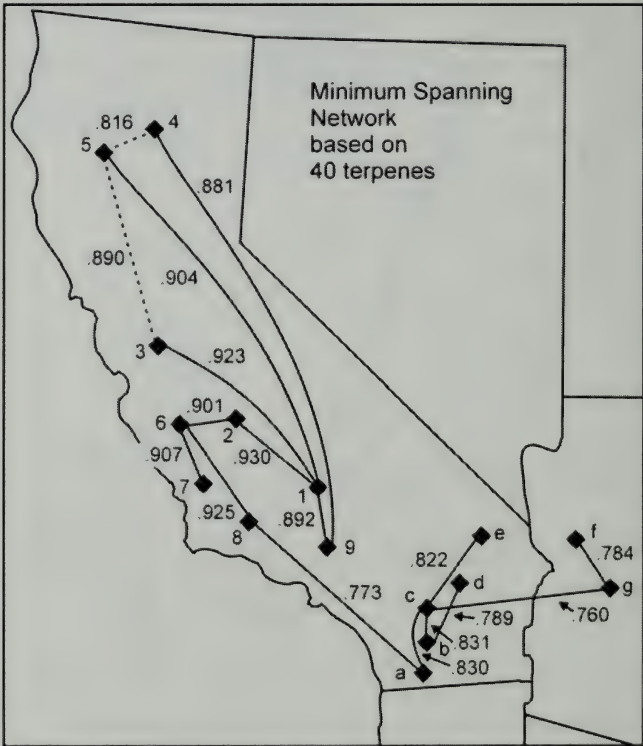 Minimum Spanning
Network
based on
40 terpenes
.816
4
5
.881
.890
.904
3
.923
.901
6
2
.907
.930
7
1
.925
.892
8
9
e
f
.822
.784
d
.773
c
g
.789
.760
.831
b
.830
a